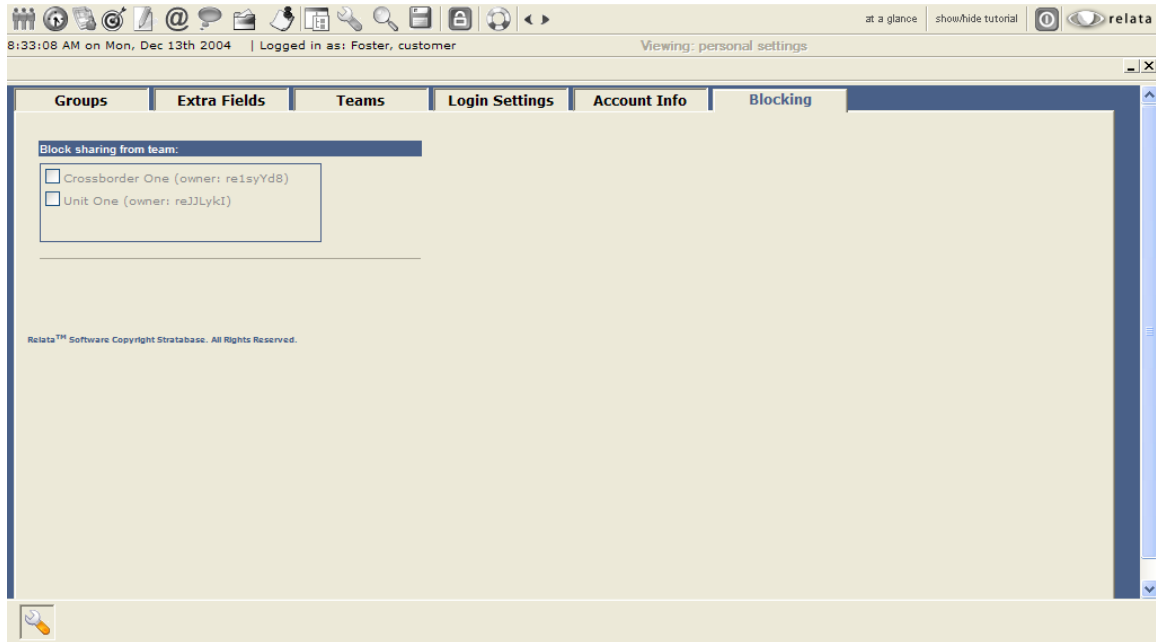 at a glance show/hide tutorial relata
8:33:08 AM on Mon, Dec 13th 2004 | Logged in as: Foster, customer Viewing: personal settings
Groups Extra Fields Teams Login Settings Account Info Blocking
Block sharing from team:
Crossborder One (owner: re1syYd8)
Unit One (owner: reJJLykI)
Relata™ Software Copyright Stratabase. All Rights Reserved.